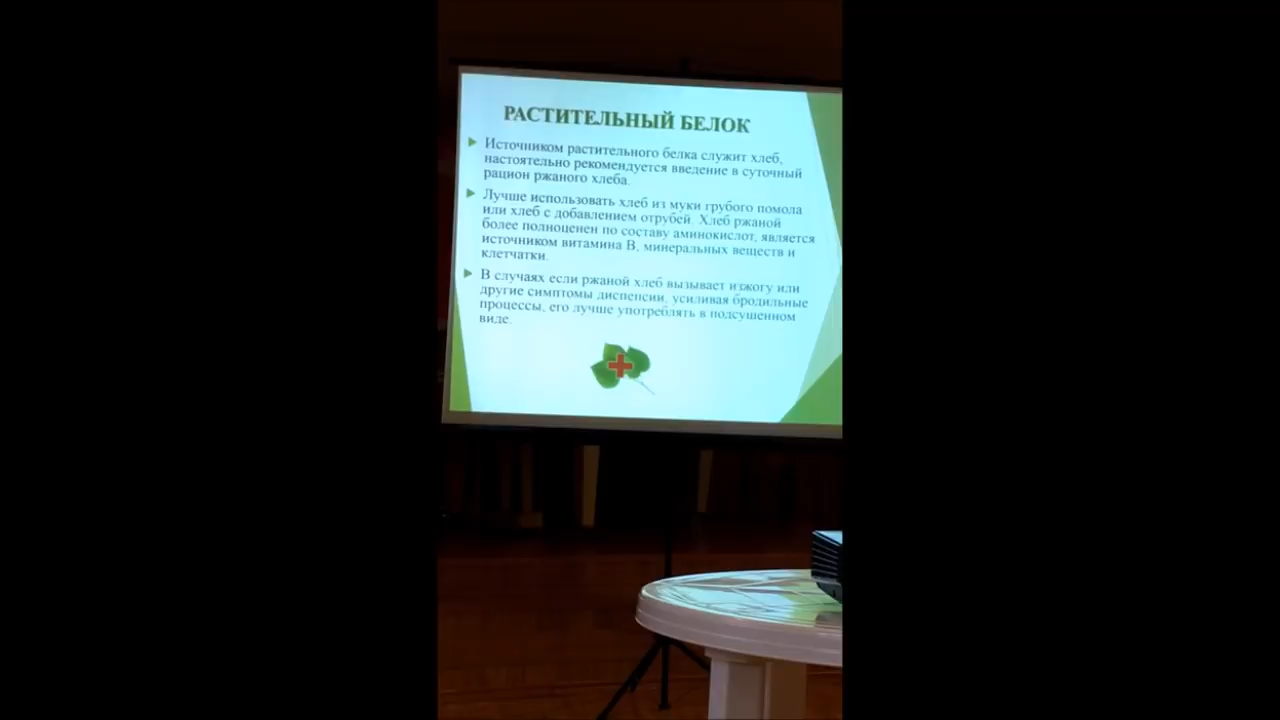 РАСТИТЕЛЬНЫЙ БЕЛОК
Источником растительного белка служит хлеб,
настоятельно рекомендуется введение в суточный
рацион ржаного хлеба.
Лучше использовать хлеб из муки грубого помола
или хлеб с добавлением отрубей. Хлеб ржаной
более полноценен по составу аминокислот, является
источником витамина В, минеральных веществ и
клетчатки.
В случаях если ржаной хлеб вызывает изжогу или
другие симптомы диспепсии, усиливая бродильные
процессы, его лучше употреблять в подсушенном
виде.